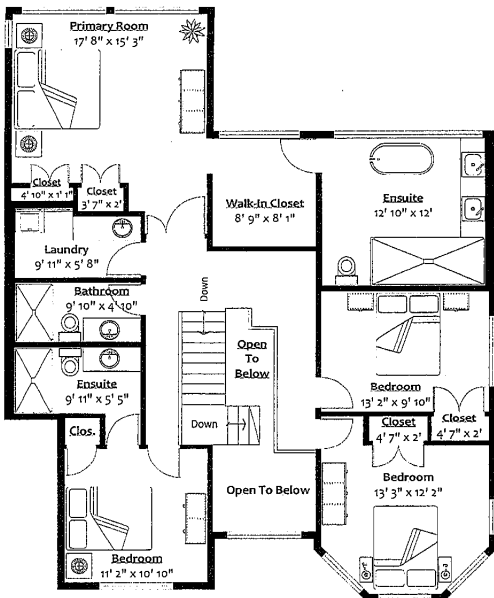 Primary Room
17' 8" x 15' 3"
Closet
4' 10" x 1' 1"
Closet
3' 7" x 2'
Walk-In Closet
8' 9" x 8' 1"
Ensuite
12' 10" x 12'
Laundry
9' 11" x 5' 8"
Bathroom
9' 10" x 4' 10"
Down
Open
To
Below
Ensuite
9' 11" x 5' 5"
Bedroom
13' 2" x 9' 10"
Clos.
Down
Closet
4' 7" x 2'
Closet
4' 7" x 2'
Bedroom
13' 3" x 12' 2"
Open To Below
Bedroom
11' 2" x 10' 10"